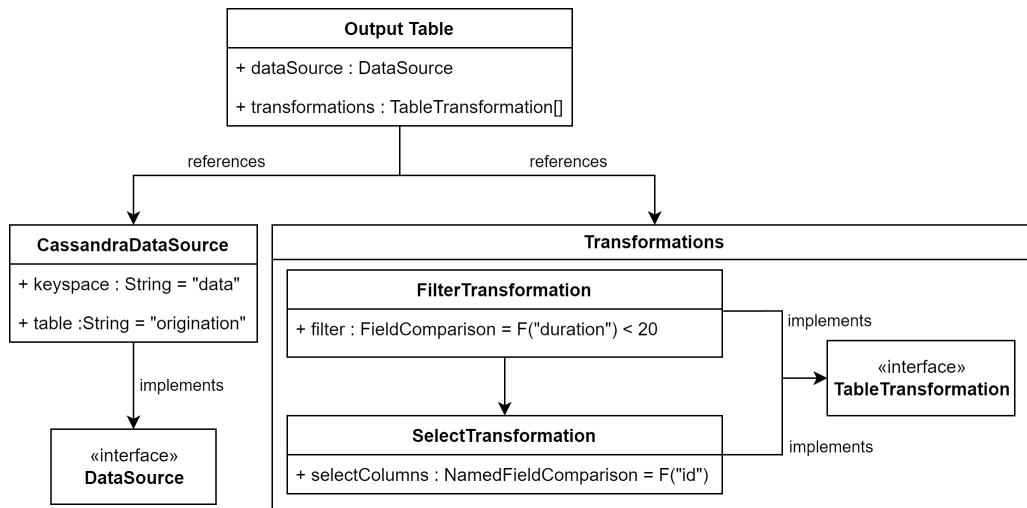 Output Table
+ dataSource : DataSource
+ transformations : TableTransformation[]
references
references
CassandraDataSource
+ keyspace : String = "data"
+ table :String = "origination"
implements
«interface»
DataSource
Transformations
FilterTransformation
+ filter : FieldComparison = F("duration") < 20
implements
«interface»
TableTransformation
SelectTransformation
+ selectColumns : NamedFieldComparison = F("id")
implements